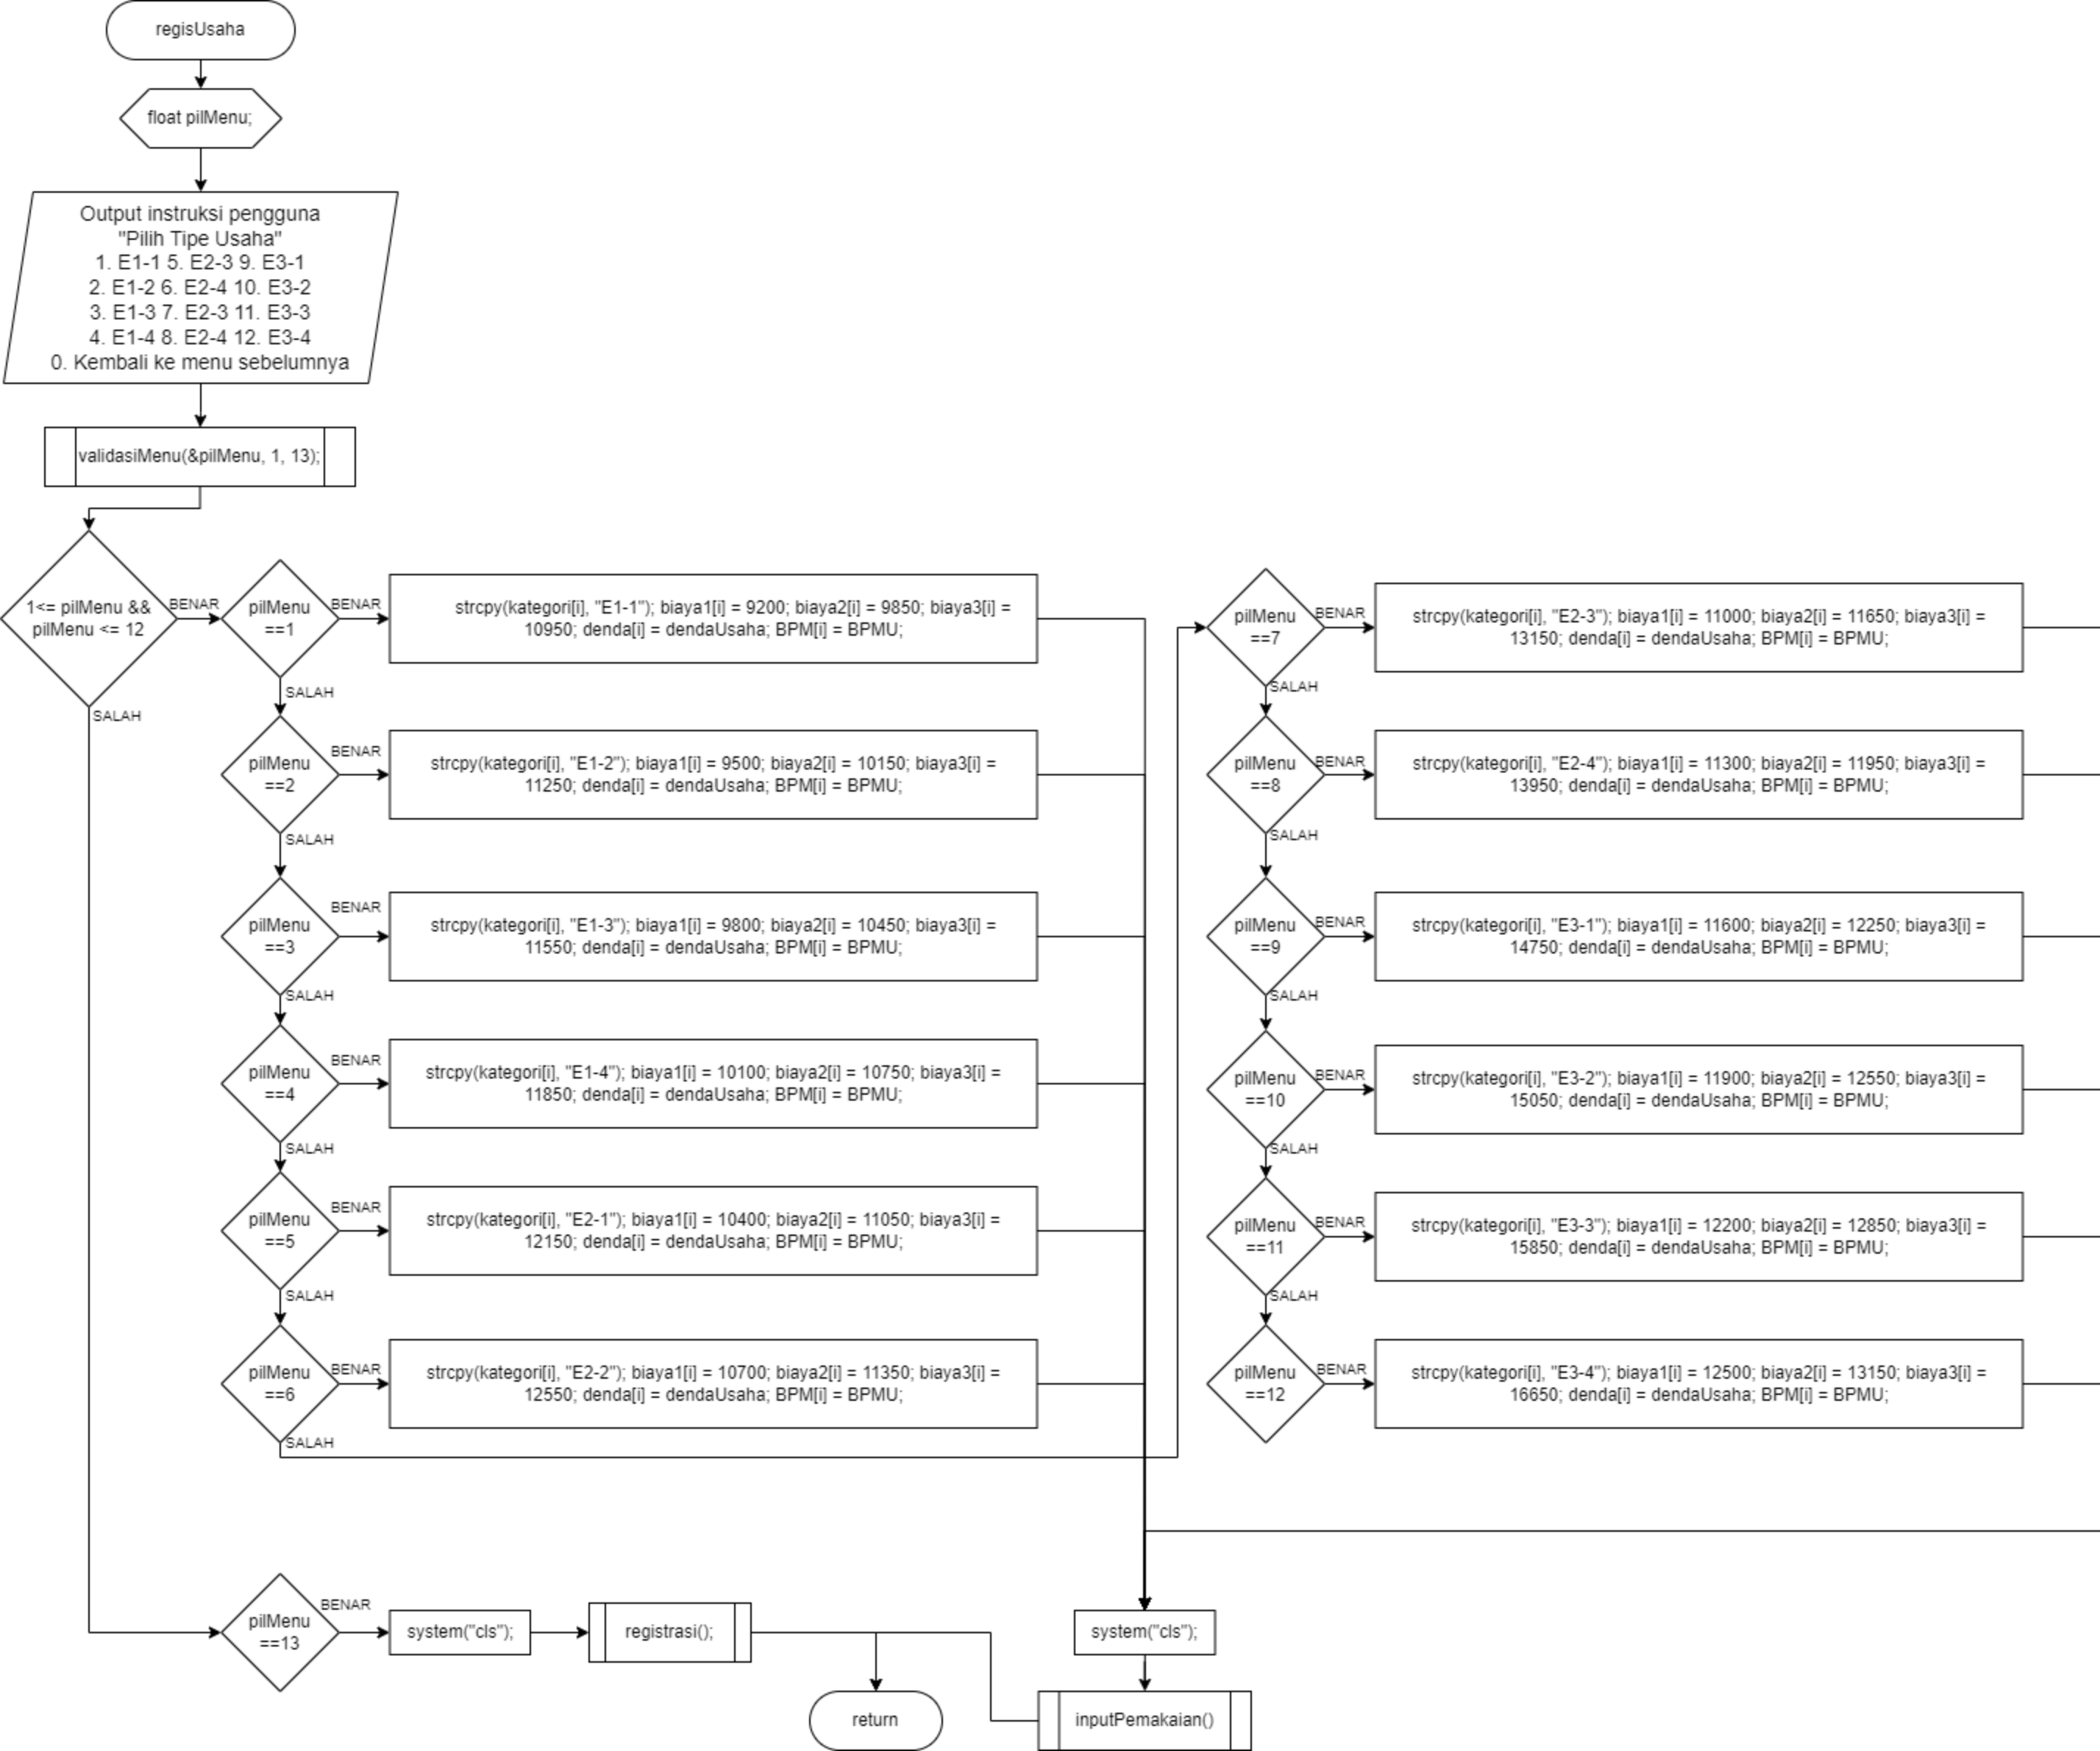 regisUsaha
float pilMenu;
Output instruksi pengguna
"Pilih Tipe Usaha"
1. E1-1 5. E2-3 9. E3-1
2. E1-2 6. E2-4 10. E3-2
3. E1-3 7. E2-3 11. E3-3
4. E1-4 8. E2-4 12. E3-4
0. Kembali ke menu sebelumnya
validasiMenu(&pilMenu, 1, 13);
1<= pilMenu &&
pilMenu <= 12
BENAR
SALAH
pilMenu
==1
BENAR
strcpy(kategori[i], "E1-1"); biaya1[i] = 9200; biaya2[i] = 9850; biaya3[i] =
10950; denda[i] = dendaUsaha; BPM[i] = BPMU;
SALAH
pilMenu
==2
BENAR
strcpy(kategori[i], "E1-2"); biaya1[i] = 9500; biaya2[i] = 10150; biaya3[i] =
11250; denda[i] = dendaUsaha; BPM[i] = BPMU;
SALAH
pilMenu
==3
BENAR
strcpy(kategori[i], "E1-3"); biaya1[i] = 9800; biaya2[i] = 10450; biaya3[i] =
11550; denda[i] = dendaUsaha; BPM[i] = BPMU;
SALAH
pilMenu
==4
BENAR
strcpy(kategori[i], "E1-4"); biaya1[i] = 10100; biaya2[i] = 10750; biaya3[i] =
11850; denda[i] = dendaUsaha; BPM[i] = BPMU;
SALAH
pilMenu
==5
BENAR
strcpy(kategori[i], "E2-1"); biaya1[i] = 10400; biaya2[i] = 11050; biaya3[i] =
12150; denda[i] = dendaUsaha; BPM[i] = BPMU;
SALAH
pilMenu
==6
BENAR
strcpy(kategori[i], "E2-2"); biaya1[i] = 10700; biaya2[i] = 11350; biaya3[i] =
12550; denda[i] = dendaUsaha; BPM[i] = BPMU;
SALAH
pilMenu
==7
BENAR
strcpy(kategori[i], "E2-3"); biaya1[i] = 11000; biaya2[i] = 11650; biaya3[i] =
13150; denda[i] = dendaUsaha; BPM[i] = BPMU;
SALAH
pilMenu
==8
BENAR
strcpy(kategori[i], "E2-4"); biaya1[i] = 11300; biaya2[i] = 11950; biaya3[i] =
13950; denda[i] = dendaUsaha; BPM[i] = BPMU;
SALAH
pilMenu
==9
BENAR
strcpy(kategori[i], "E3-1"); biaya1[i] = 11600; biaya2[i] = 12250; biaya3[i] =
14750; denda[i] = dendaUsaha; BPM[i] = BPMU;
SALAH
pilMenu
==10
BENAR
strcpy(kategori[i], "E3-2"); biaya1[i] = 11900; biaya2[i] = 12550; biaya3[i] =
15050; denda[i] = dendaUsaha; BPM[i] = BPMU;
SALAH
pilMenu
==11
BENAR
strcpy(kategori[i], "E3-3"); biaya1[i] = 12200; biaya2[i] = 12850; biaya3[i] =
15850; denda[i] = dendaUsaha; BPM[i] = BPMU;
SALAH
pilMenu
==12
BENAR
strcpy(kategori[i], "E3-4"); biaya1[i] = 12500; biaya2[i] = 13150; biaya3[i] =
16650; denda[i] = dendaUsaha; BPM[i] = BPMU;
pilMenu
==13
BENAR
system("cls");
registrasi();
system("cls");
return
inputPemakaian()